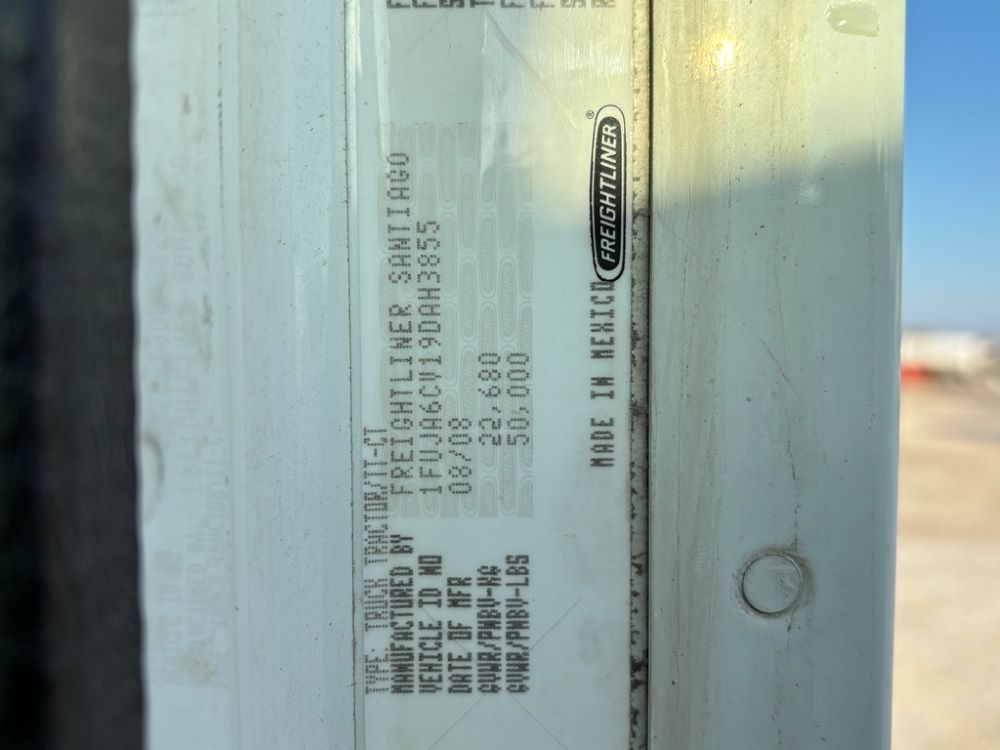 TYPE: TRUCK TRACTOR/TT-CT
MANUFACTURED BY FREIGHTLINER SANTIAGO
VEHICLE ID NO 1FUJA6CV19DAH3855
DATE OF MFR 08/08
GVWR/PNBV-KG 22,680
GVWR/PNBV-LBS 50,000
MADE IN MEXICO
FREIGHTLINER®